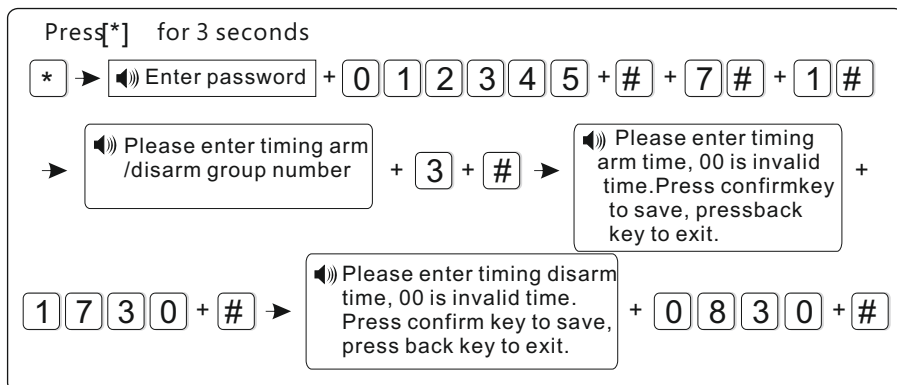 Press[*] for 3 seconds
* → Enter password + 0 1 2 3 4 5 + # + 7 # + 1 #
→ Please enter timing arm
/disarm group number + 3 + # → Please enter timing
arm time, 00 is invalid
time.Press confirmkey
to save, pressback
key to exit. +
1 7 3 0 + # → Please enter timing disarm
time, 00 is invalid time.
Press confirm key to save,
press back key to exit. + 0 8 3 0 + #